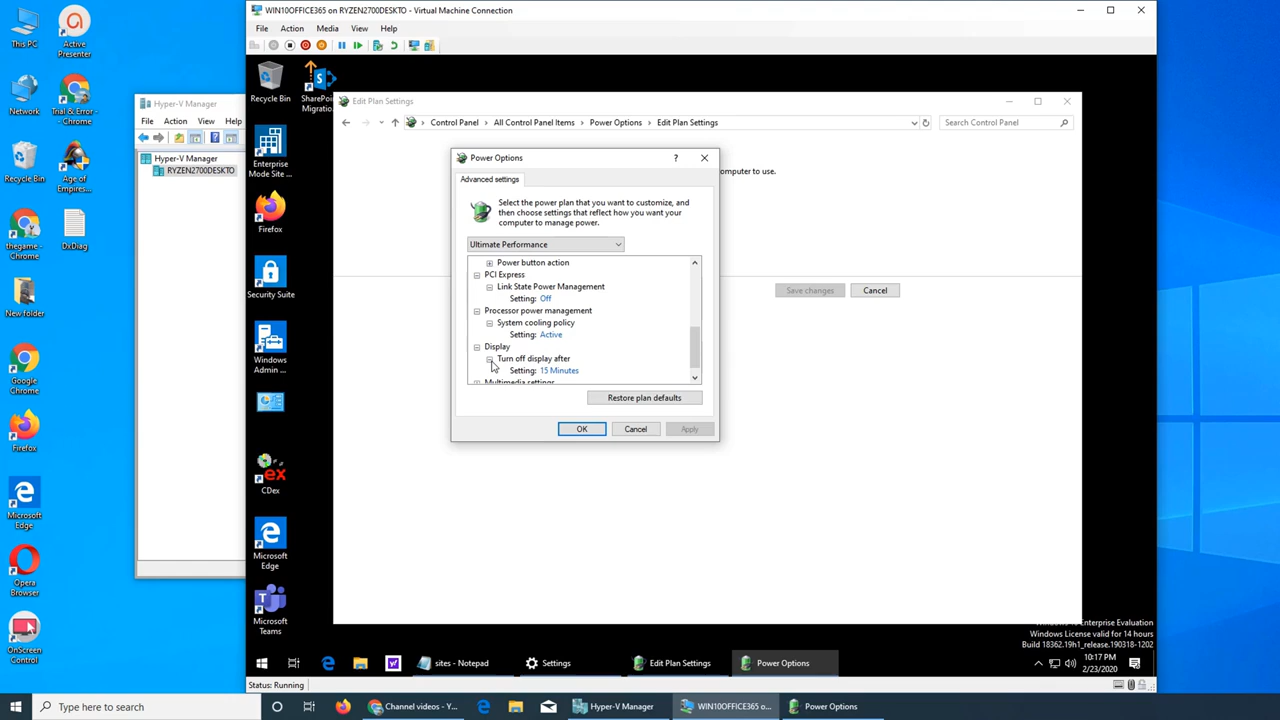 WIN10OFFICE365 on RYZEN2700DESKTO - Virtual Machine Connection
File Action Media View Help
This PC
Active
Presenter
Network
Trial & Error -
- Chrome
Recycle Bin
Age of
Empires...
thegame -
Chrome
DxDiag
New folder
Google
Chrome
Firefox
Microsoft
Edge
Opera
Browser
OnScreen
Control
Hyper-V Manager
File Action View Help
Hyper-V Manager
RYZEN2700DESKTO
Recycle Bin
SharePoi
Migratio..
Enterprise
Mode Site ...
Firefox
Security Suite
Windows
Admin ...
CDex
Microsoft
Edge
Microsoft
Teams
Edit Plan Settings
Control Panel > All Control Panel Items > Power Options > Edit Plan Settings
Search Control Panel
omputer to use.
Save changes
Cancel
Power Options
?
Advanced settings
Select the power plan that you want to customize, and
then choose settings that reflect how you want your
computer to manage power.
Ultimate Performance
Power button action
PCI Express
Link State Power Management
Setting: Off
Processor power management
System cooling policy
Setting: Active
Display
Turn off display after
Setting: 15 Minutes
Multimedia settings
Restore plan defaults
OK
Cancel
Apply
Windows 10 Enterprise Evaluation
Windows License valid for 14 hours
Build 18362.19h1_release.190318-1202
sites - Notepad
Settings
Edit Plan Settings
Power Options
10:17 PM
2/23/2020
Status: Running
Type here to search
Channel videos - Y...
Hyper-V Manager
WIN10OFFICE365 o...
Power Options